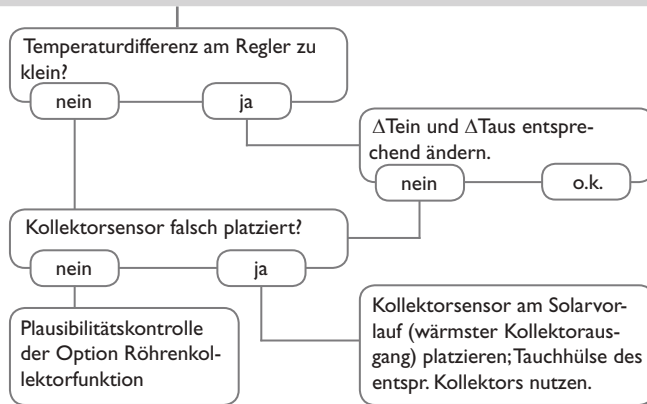 Temperaturdifferenz am Regler zu
klein?
nein
ja
ΔTein und ΔTaus entspre-
chend ändern.
nein
o.k.
Kollektorsensor falsch platziert?
nein
ja
Plausibilitätskontrolle
der Option Röhrenkol-
lektorfunktion
Kollektorsensor am Solarvor-
lauf (wärmster Kollektoraus-
gang) platzieren; Tauchhülse des
entspr. Kollektors nutzen.